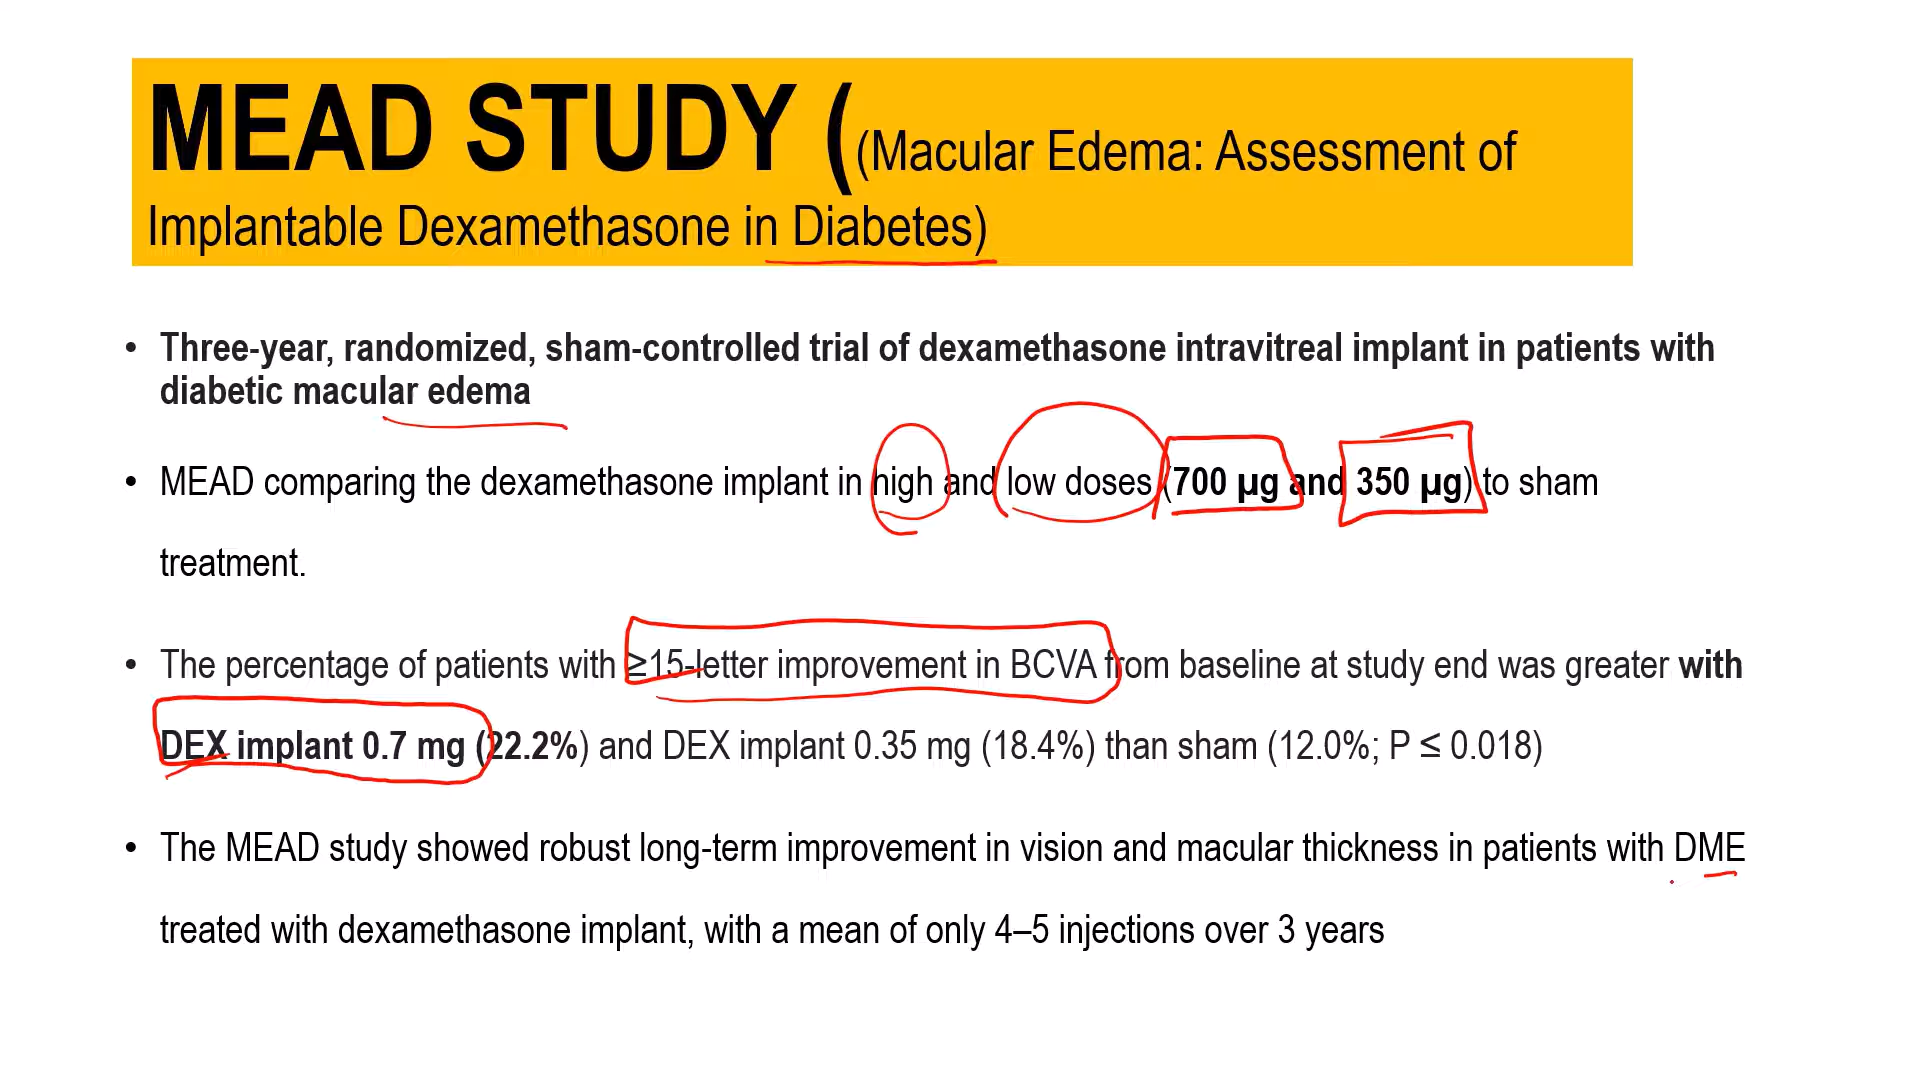 MEAD STUDY ((Macular Edema: Assessment of
Implantable Dexamethasone in Diabetes)
• Three-year, randomized, sham-controlled trial of dexamethasone intravitreal implant in patients with
diabetic macular edema
• MEAD comparing the dexamethasone implant in high and low doses (700 µg and 350 µg) to sham
treatment.
• The percentage of patients with ≥15-letter improvement in BCVA from baseline at study end was greater with
DEX implant 0.7 mg (22.2%) and DEX implant 0.35 mg (18.4%) than sham (12.0%; P ≤ 0.018)
• The MEAD study showed robust long-term improvement in vision and macular thickness in patients with DME
treated with dexamethasone implant, with a mean of only 4–5 injections over 3 years